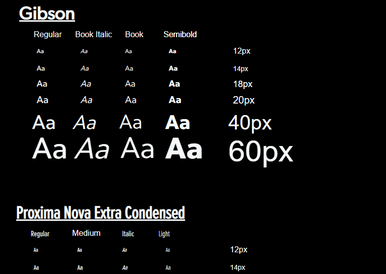 Gibson
Regular Book Italic Book Semibold
Aa Aa Aa Aa 12px
Aa Aa Aa Aa 14px
Aa Aa Aa Aa 18px
Aa Aa Aa Aa 20px
Aa Aa Aa Aa 40px
Aa Aa Aa Aa 60px
Proxima Nova Extra Condensed
Regular Medium Italic Light
Aa Aa Aa Aa 12px
Aa Aa Aa Aa 14px